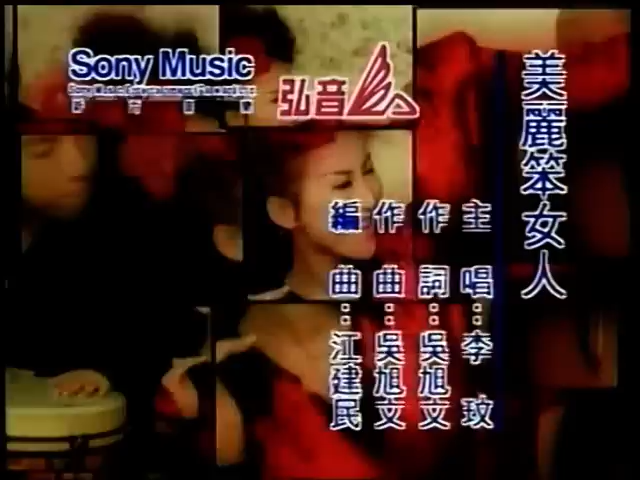 Sony Music
弘音
美麗笨女人
主唱：李玟
作詞：吳旭文
作曲：吳旭文
編曲：江建民